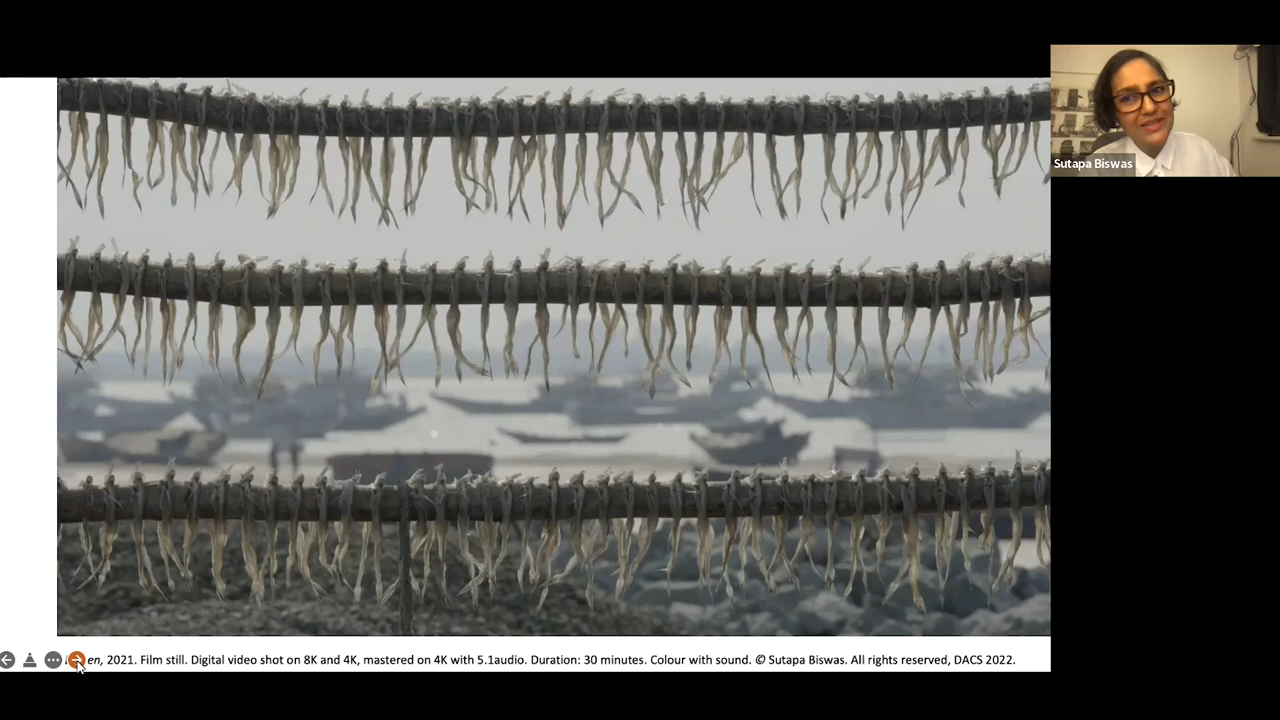 Sutapa Biswas
en, 2021. Film still. Digital video shot on 8K and 4K, mastered on 4K with 5.1audio. Duration: 30 minutes. Colour with sound. © Sutapa Biswas. All rights reserved, DACS 2022.